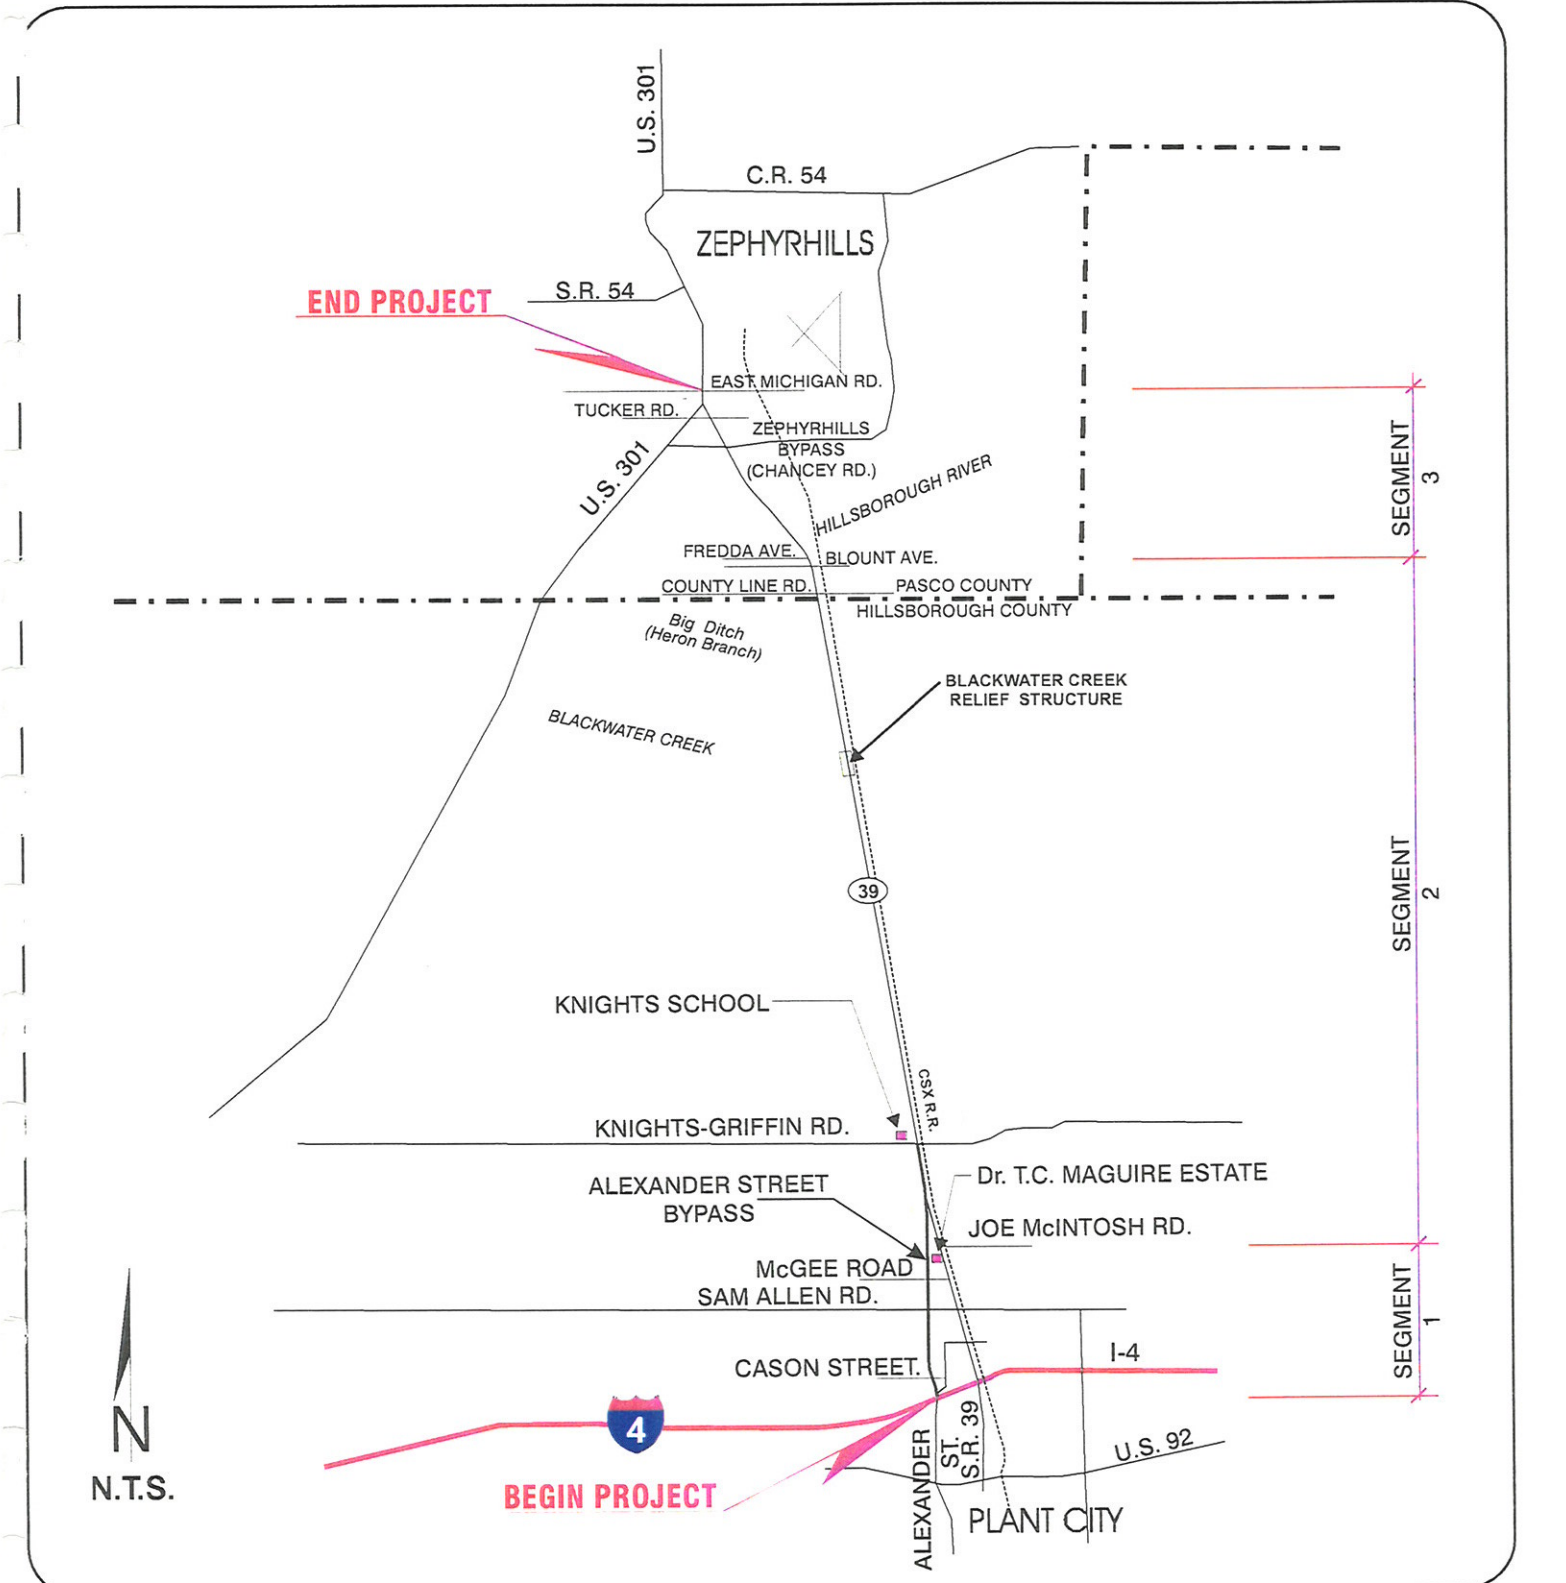 U.S. 301
C.R. 54
ZEPHYRHILLS
S.R. 54
END PROJECT
EAST MICHIGAN RD.
TUCKER RD.
ZEPHYRHILLS
BYPASS
(CHANCEY RD.)
U.S. 301
HILLSBOROUGH RIVER
SEGMENT
3
FREDDA AVE.
BLOUNT AVE.
COUNTY LINE RD.
PASCO COUNTY
HILLSBOROUGH COUNTY
Big Ditch
(Heron Branch)
BLACKWATER CREEK
RELIEF STRUCTURE
BLACKWATER CREEK
39
SEGMENT
2
KNIGHTS SCHOOL
CSX R.R.
KNIGHTS-GRIFFIN RD.
ALEXANDER STREET
BYPASS
Dr. T.C. MAGUIRE ESTATE
JOE McINTOSH RD.
McGEE ROAD
SAM ALLEN RD.
SEGMENT
1
CASON STREET.
I-4
4
N
N.T.S.
BEGIN PROJECT
ALEXANDER
ST.
S.R. 39
U.S. 92
PLANT CITY